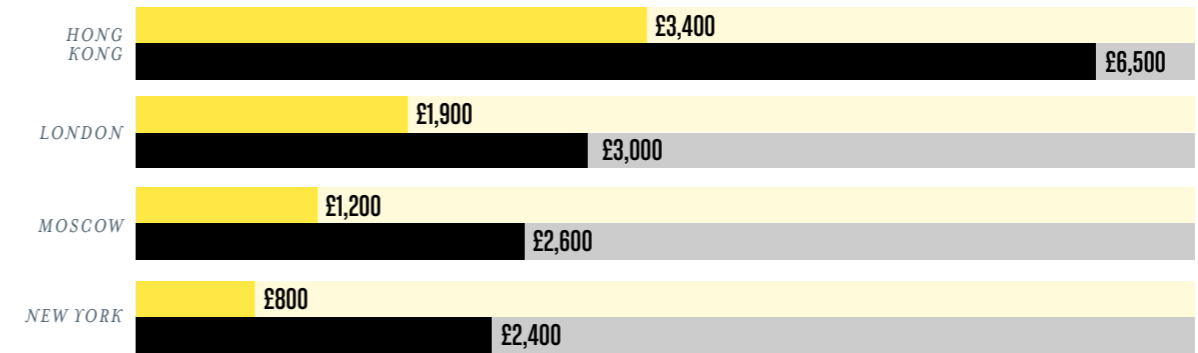 HONG
KONG
£3,400
£6,500
LONDON
£1,900
£3,000
MOSCOW
£1,200
£2,600
NEW YORK
£800
£2,400